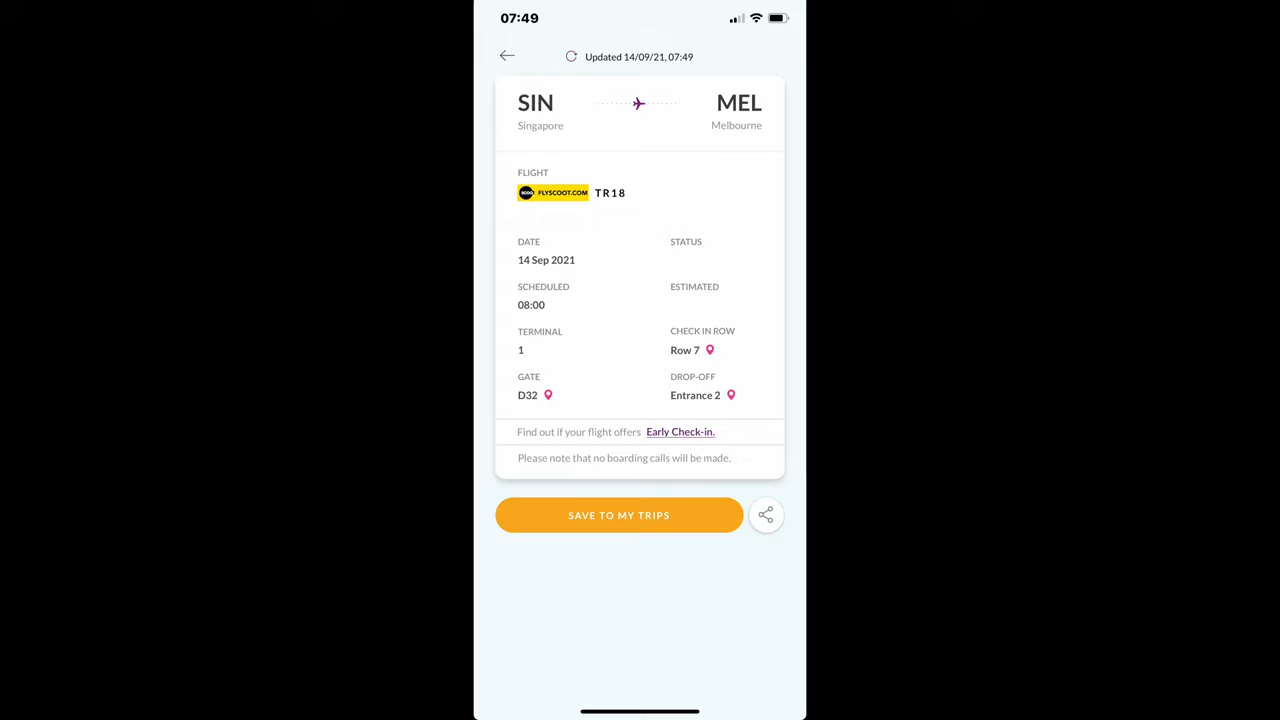 07:49
Updated 14/09/21, 07:49
SIN MEL
Singapore Melbourne
FLIGHT
SCOOT FLYSCOOT.COM TR18
DATE STATUS
14 Sep 2021
SCHEDULED ESTIMATED
08:00
TERMINAL CHECK IN ROW
1 Row 7
GATE DROP-OFF
D32 Entrance 2
Find out if your flight offers Early Check-in.
Please note that no boarding calls will be made.
SAVE TO MY TRIPS